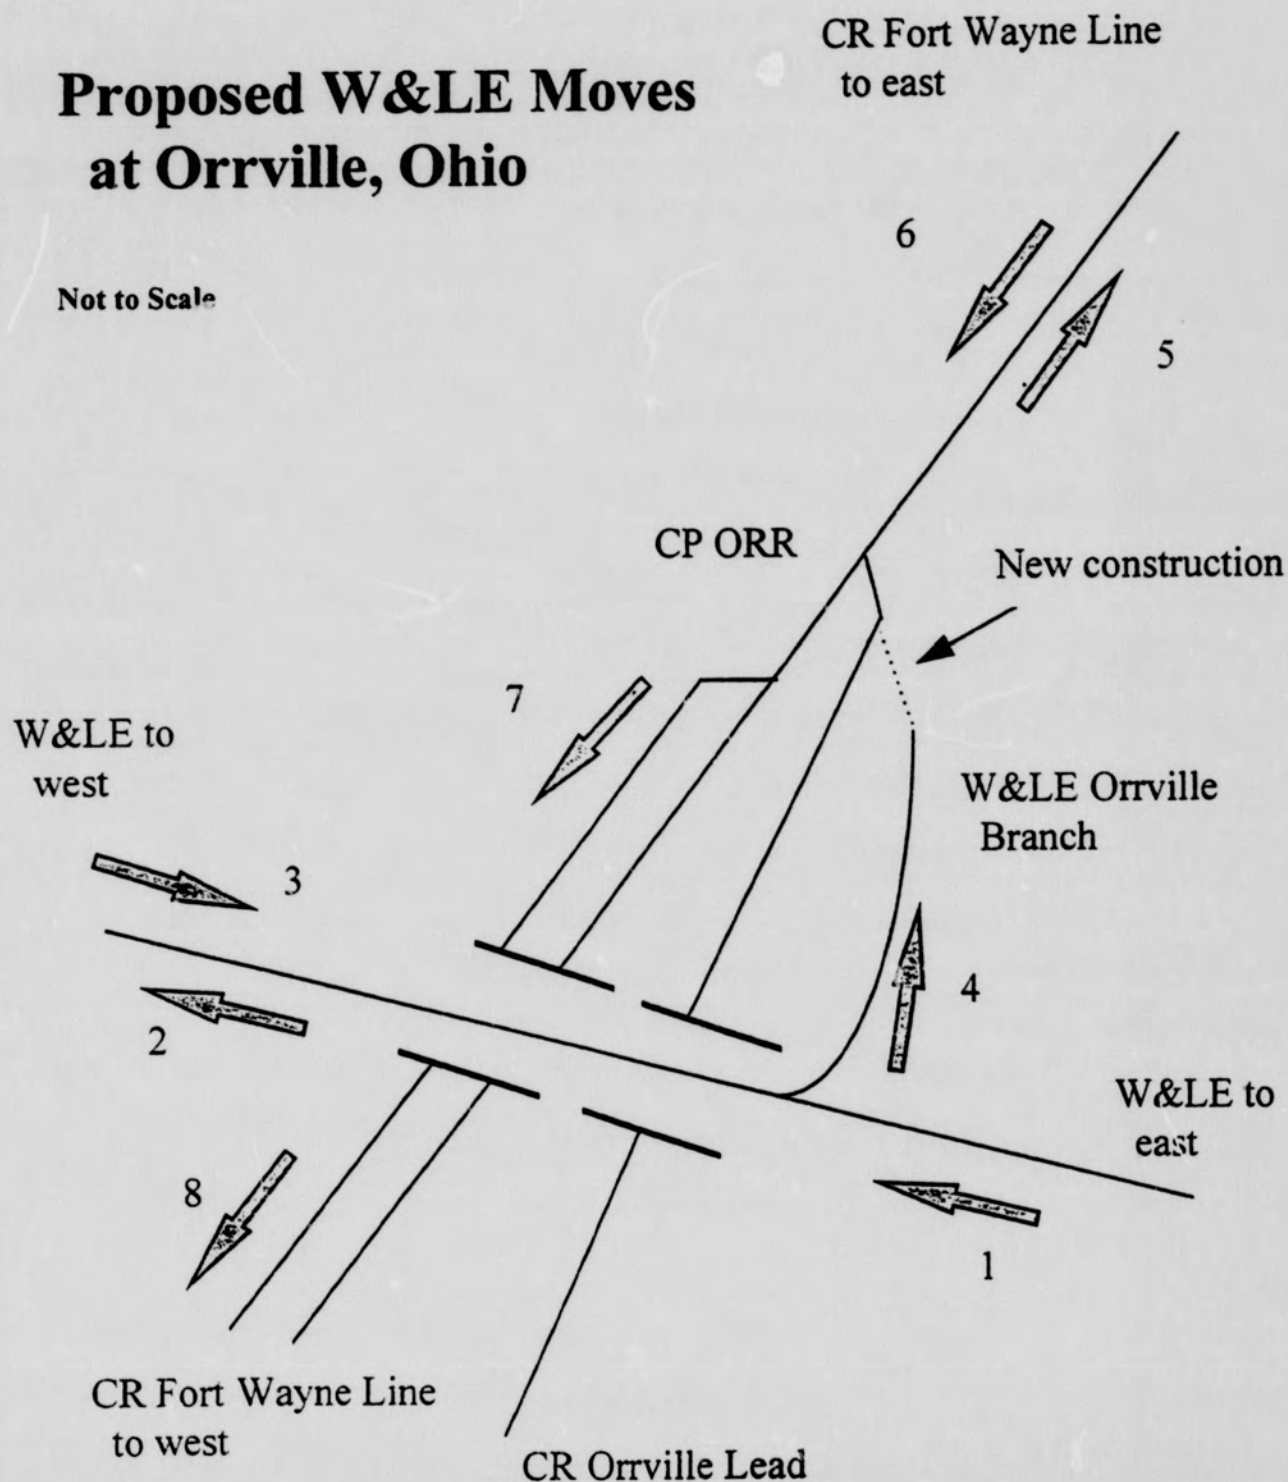 Proposed W&LE Moves
at Orrville, Ohio
Not to Scale
CR Fort Wayne Line
to east
6
5
CP ORR
New construction
7
W&LE to
west
W&LE Orrville
Branch
3
4
2
W&LE to
east
8
1
CR Fort Wayne Line
to west
CR Orrville Lead